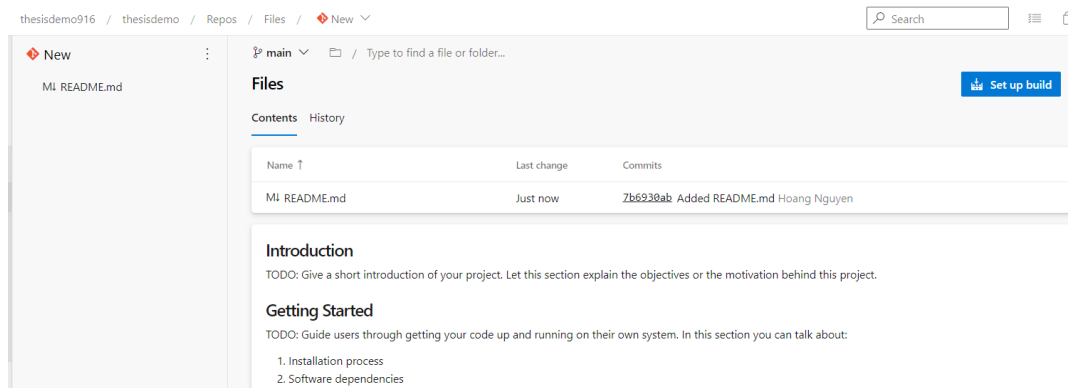 thesisdemo916 / thesisdemo / Repos / Files / New
Search
New
README.md
main / Type to find a file or folder...
Files
Set up build
Contents History
Name ↑ Last change Commits
M↓ README.md Just now 7b6930ab Added README.md Hoang Nguyen
Introduction
TODO: Give a short introduction of your project. Let this section explain the objectives or the motivation behind this project.
Getting Started
TODO: Guide users through getting your code up and running on their own system. In this section you can talk about:
1. Installation process
2. Software dependencies